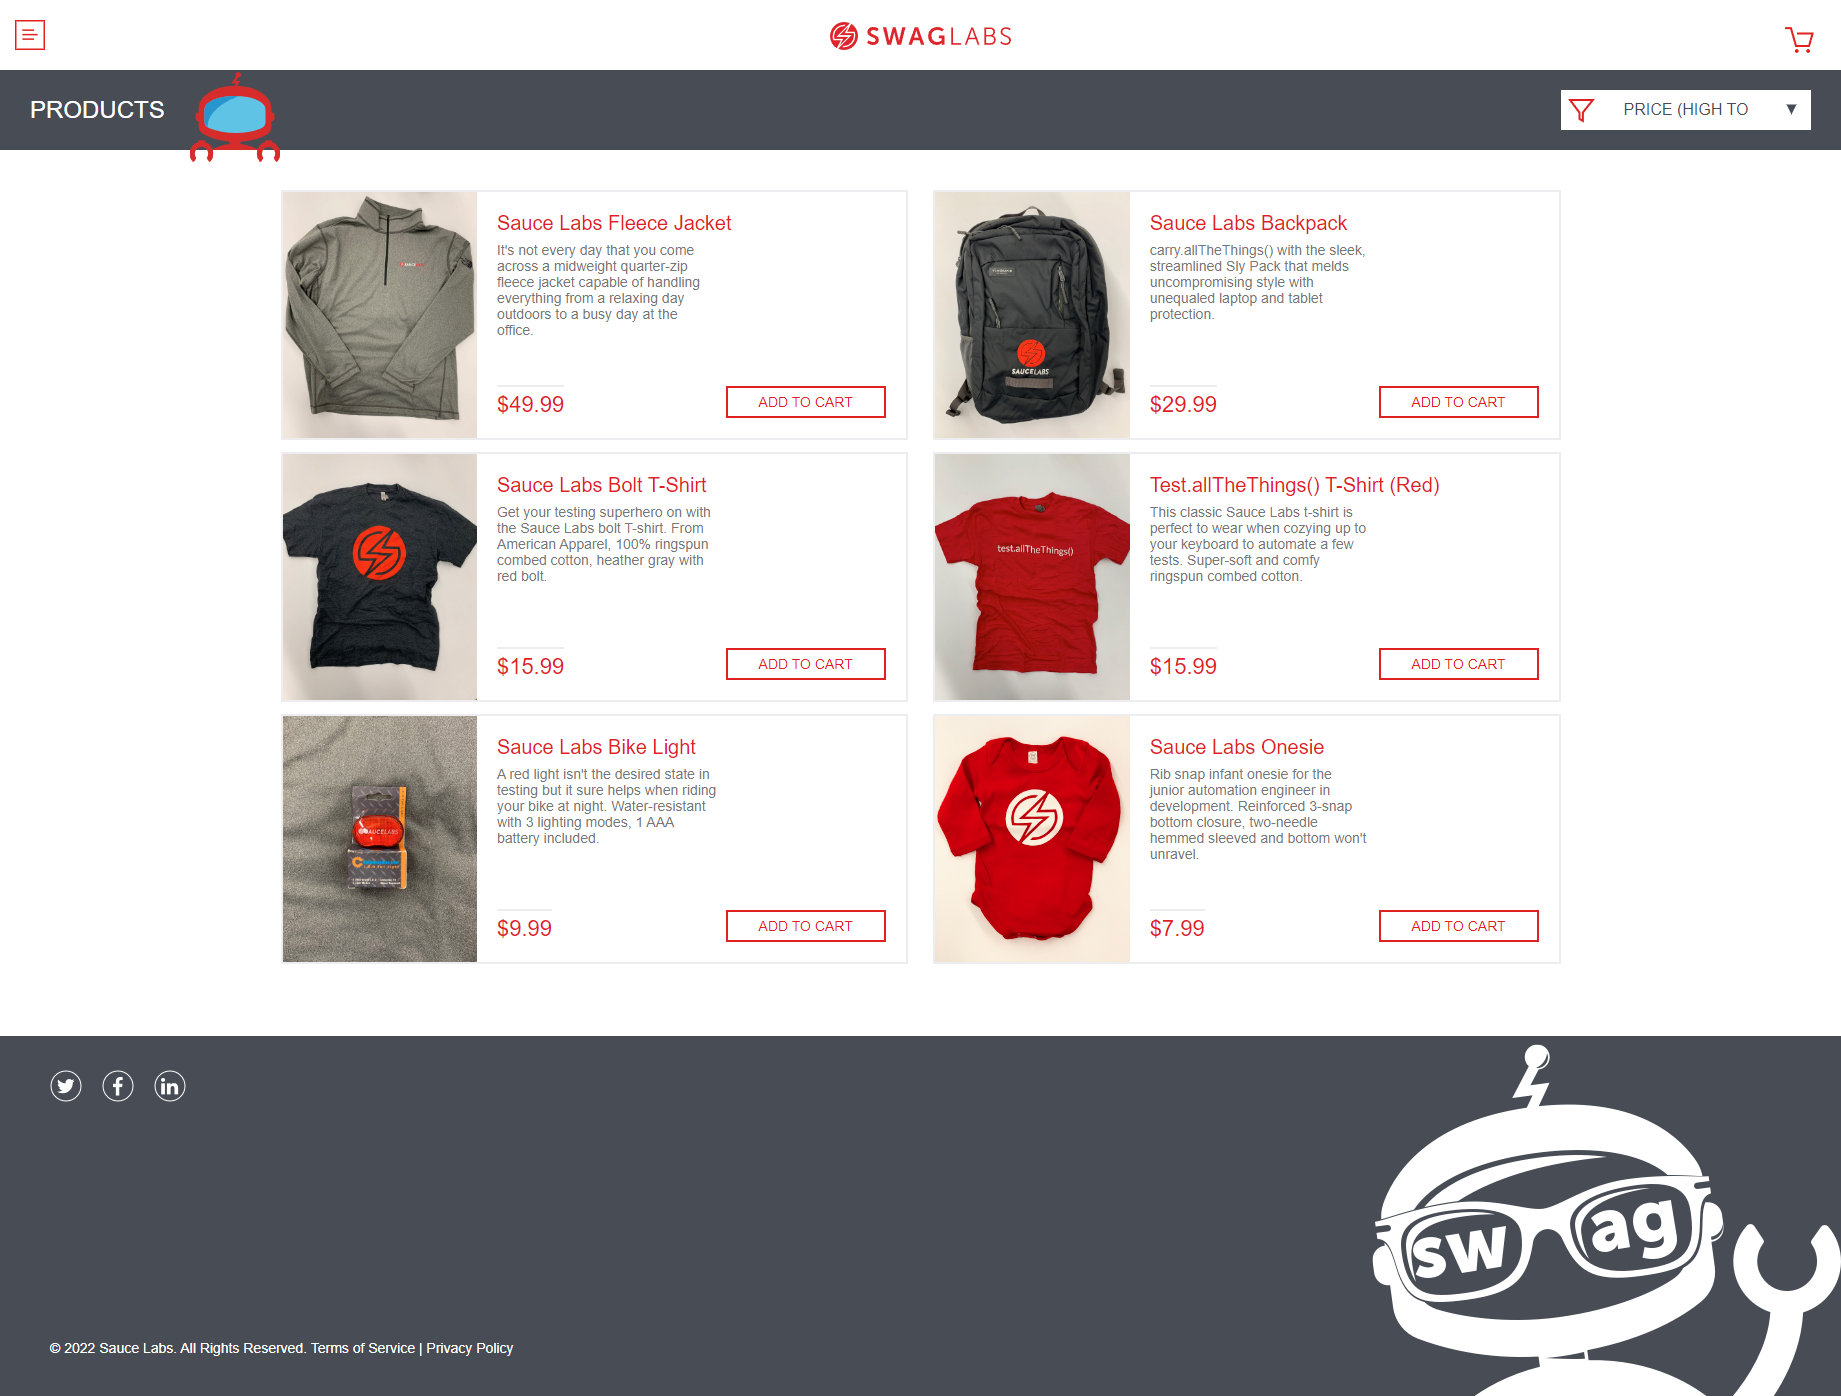 SWAGLABS
PRODUCTS
PRICE (HIGH TO
Sauce Labs Fleece Jacket
It's not every day that you come
across a midweight quarter-zip
fleece jacket capable of handling
everything from a relaxing day
outdoors to a busy day at the
office.
$49.99
ADD TO CART
SAUCELABS
Sauce Labs Backpack
carry.allTheThings() with the sleek,
streamlined Sly Pack that melds
uncompromising style with
unequaled laptop and tablet
protection.
$29.99
ADD TO CART
Sauce Labs Bolt T-Shirt
Get your testing superhero on with
the Sauce Labs bolt T-shirt. From
American Apparel, 100% ringspun
combed cotton, heather gray with
red bolt.
$15.99
ADD TO CART
test.allTheThings()
Test.allTheThings() T-Shirt (Red)
This classic Sauce Labs t-shirt is
perfect to wear when cozying up to
your keyboard to automate a few
tests. Super-soft and comfy
ringspun combed cotton.
$15.99
ADD TO CART
SAUCELABS
Sauce Labs Bike Light
A red light isn't the desired state in
testing but it sure helps when riding
your bike at night. Water-resistant
with 3 lighting modes, 1 AAA
battery included.
$9.99
ADD TO CART
Sauce Labs Onesie
Rib snap infant onesie for the
junior automation engineer in
development. Reinforced 3-snap
bottom closure, two-needle
hemmed sleeved and bottom won't
unravel.
$7.99
ADD TO CART
swag
© 2022 Sauce Labs. All Rights Reserved. Terms of Service | Privacy Policy